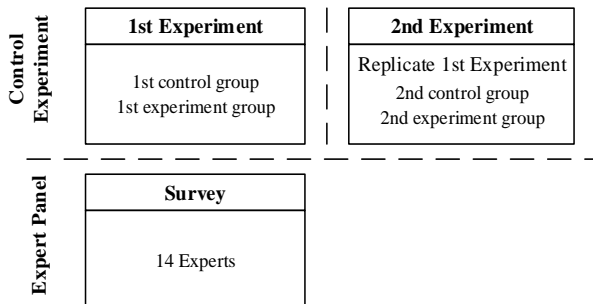 Control
Experiment
1st Experiment
1st control group
1st experiment group
2nd Experiment
Replicate 1st Experiment
2nd control group
2nd experiment group
Expert Panel
Survey
14 Experts